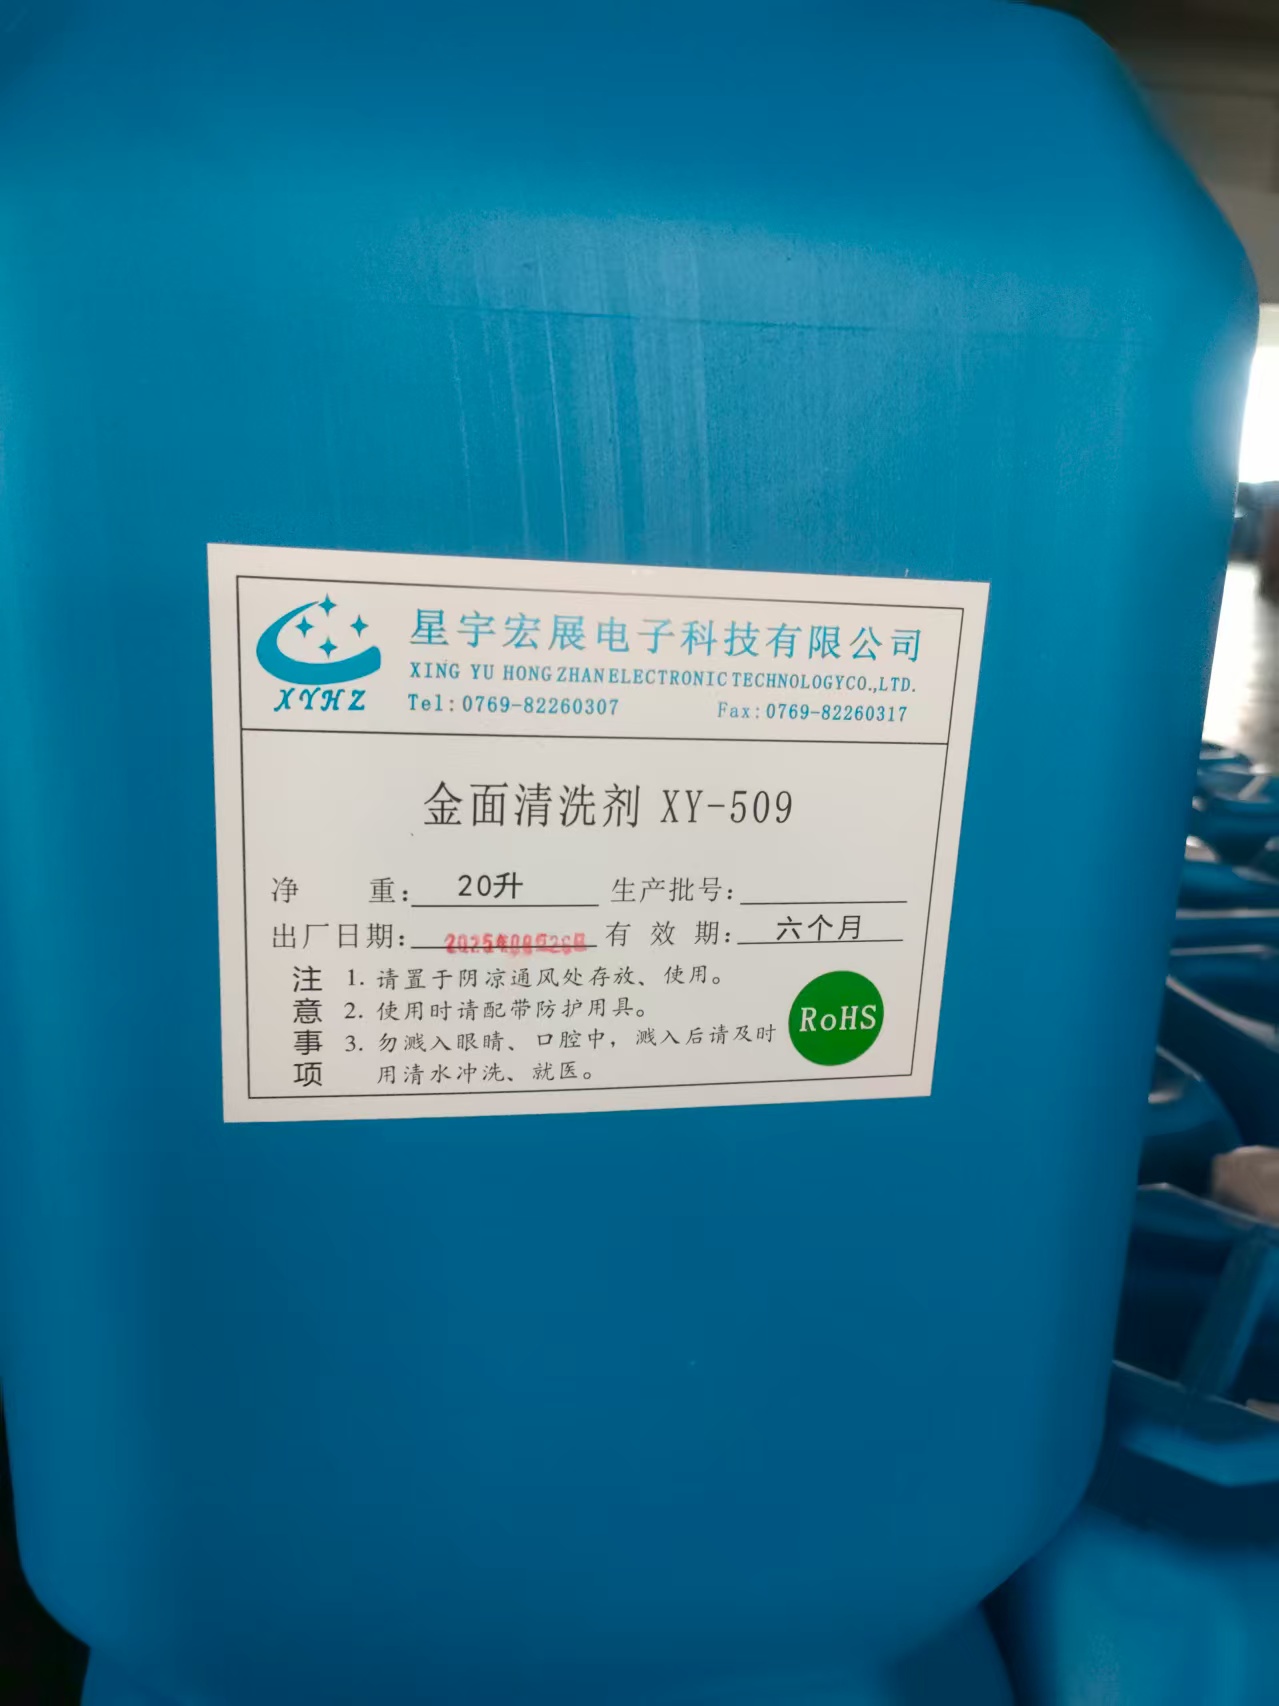 星宇宏展电子科技有限公司
XING YU HONG ZHAN ELECTRONIC TECHNOLOGY CO.,LTD.
XYHZ
Tel:0769-82260307 Fax:0769-82260317
金面清洗剂 XY-509
净 重: 20升 生产批号:
出厂日期: 有 效 期: 六个月
注意事项
1. 请置于阴凉通风处存放、使用。
2. 使用时请配带防护用具。
3. 勿溅入眼睛、口腔中，溅入后请及时
用清水冲洗、就医。
RoHS